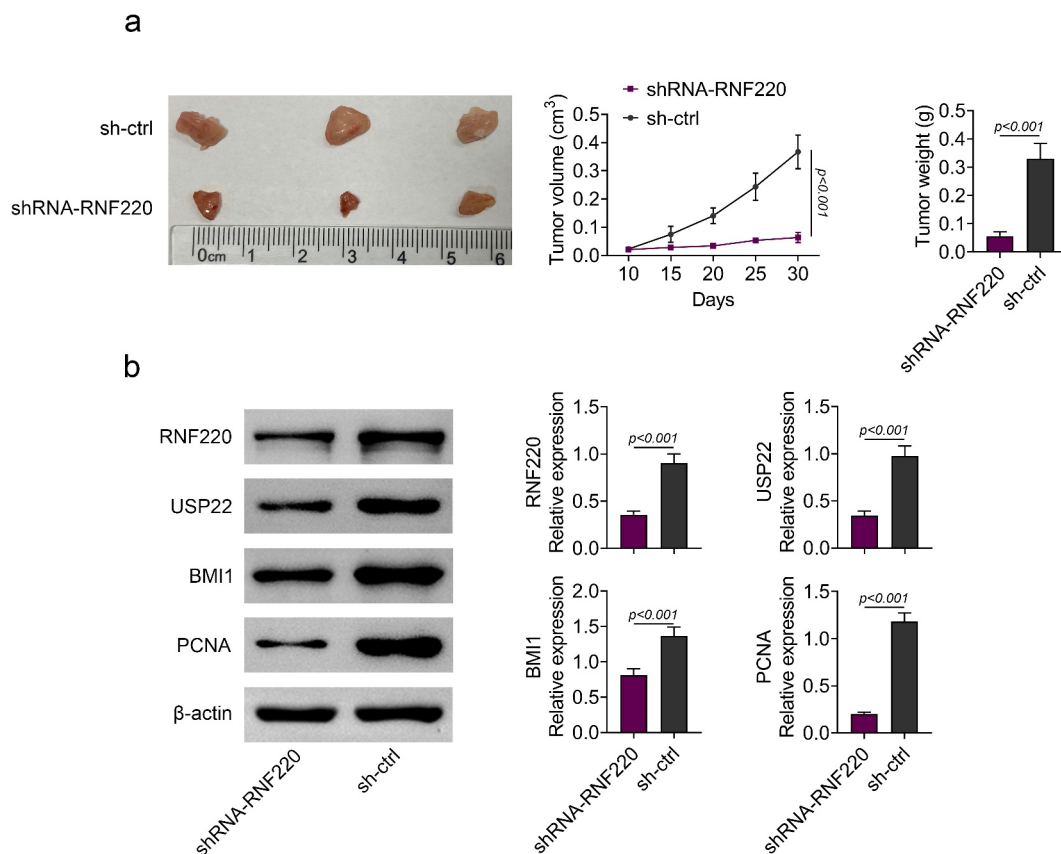 a
sh-ctrl
shRNA-RNF220
0cm 1 2 3 4 5 6
shRNA-RNF220
sh-ctrl
Tumor volume (cm³)
0.5
0.4
0.3
0.2
0.1
0.0
10 15 20 25 30
Days
p<0.001
Tumor weight (g)
0.5
0.4
0.3
0.2
0.1
0.0
p<0.001
shRNA-RNF220
sh-ctrl
b
RNF220
USP22
BMI1
PCNA
β-actin
shRNA-RNF220
sh-ctrl
RNF220
Relative expression
1.5
1.0
0.5
0.0
p<0.001
USP22
Relative expression
1.5
1.0
0.5
0.0
p<0.001
BMI1
Relative expression
2.0
1.5
1.0
0.5
0.0
p<0.001
shRNA-RNF220
sh-ctrl
PCNA
Relative expression
1.5
1.0
0.5
0.0
p<0.001
shRNA-RNF220
sh-ctrl